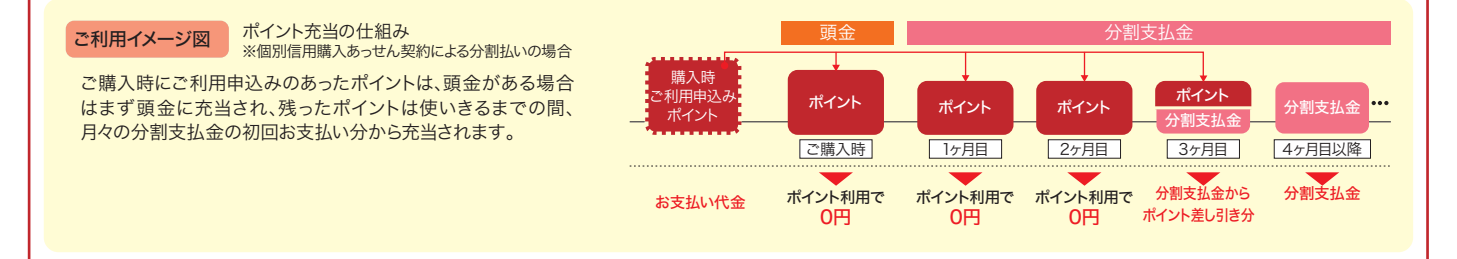 ご利用イメージ図
ポイント充当の仕組み
※個別信用購入あっせん契約による分割払いの場合
ご購入時にご利用申込みのあったポイントは、頭金がある場合
はまず頭金に充当され、残ったポイントは使いきるまでの間、
月々の分割支払金の初回お支払い分から充当されます。
頭金
分割支払金
購入時
ご利用申込み
ポイント
ポイント
ポイント
ポイント
ポイント
分割支払金
分割支払金
…
ご購入時
1ヶ月目
2ヶ月目
3ヶ月目
4ヶ月目以降
お支払い代金
ポイント利用で
0円
ポイント利用で
0円
ポイント利用で
0円
分割支払金から
ポイント差し引き分
分割支払金